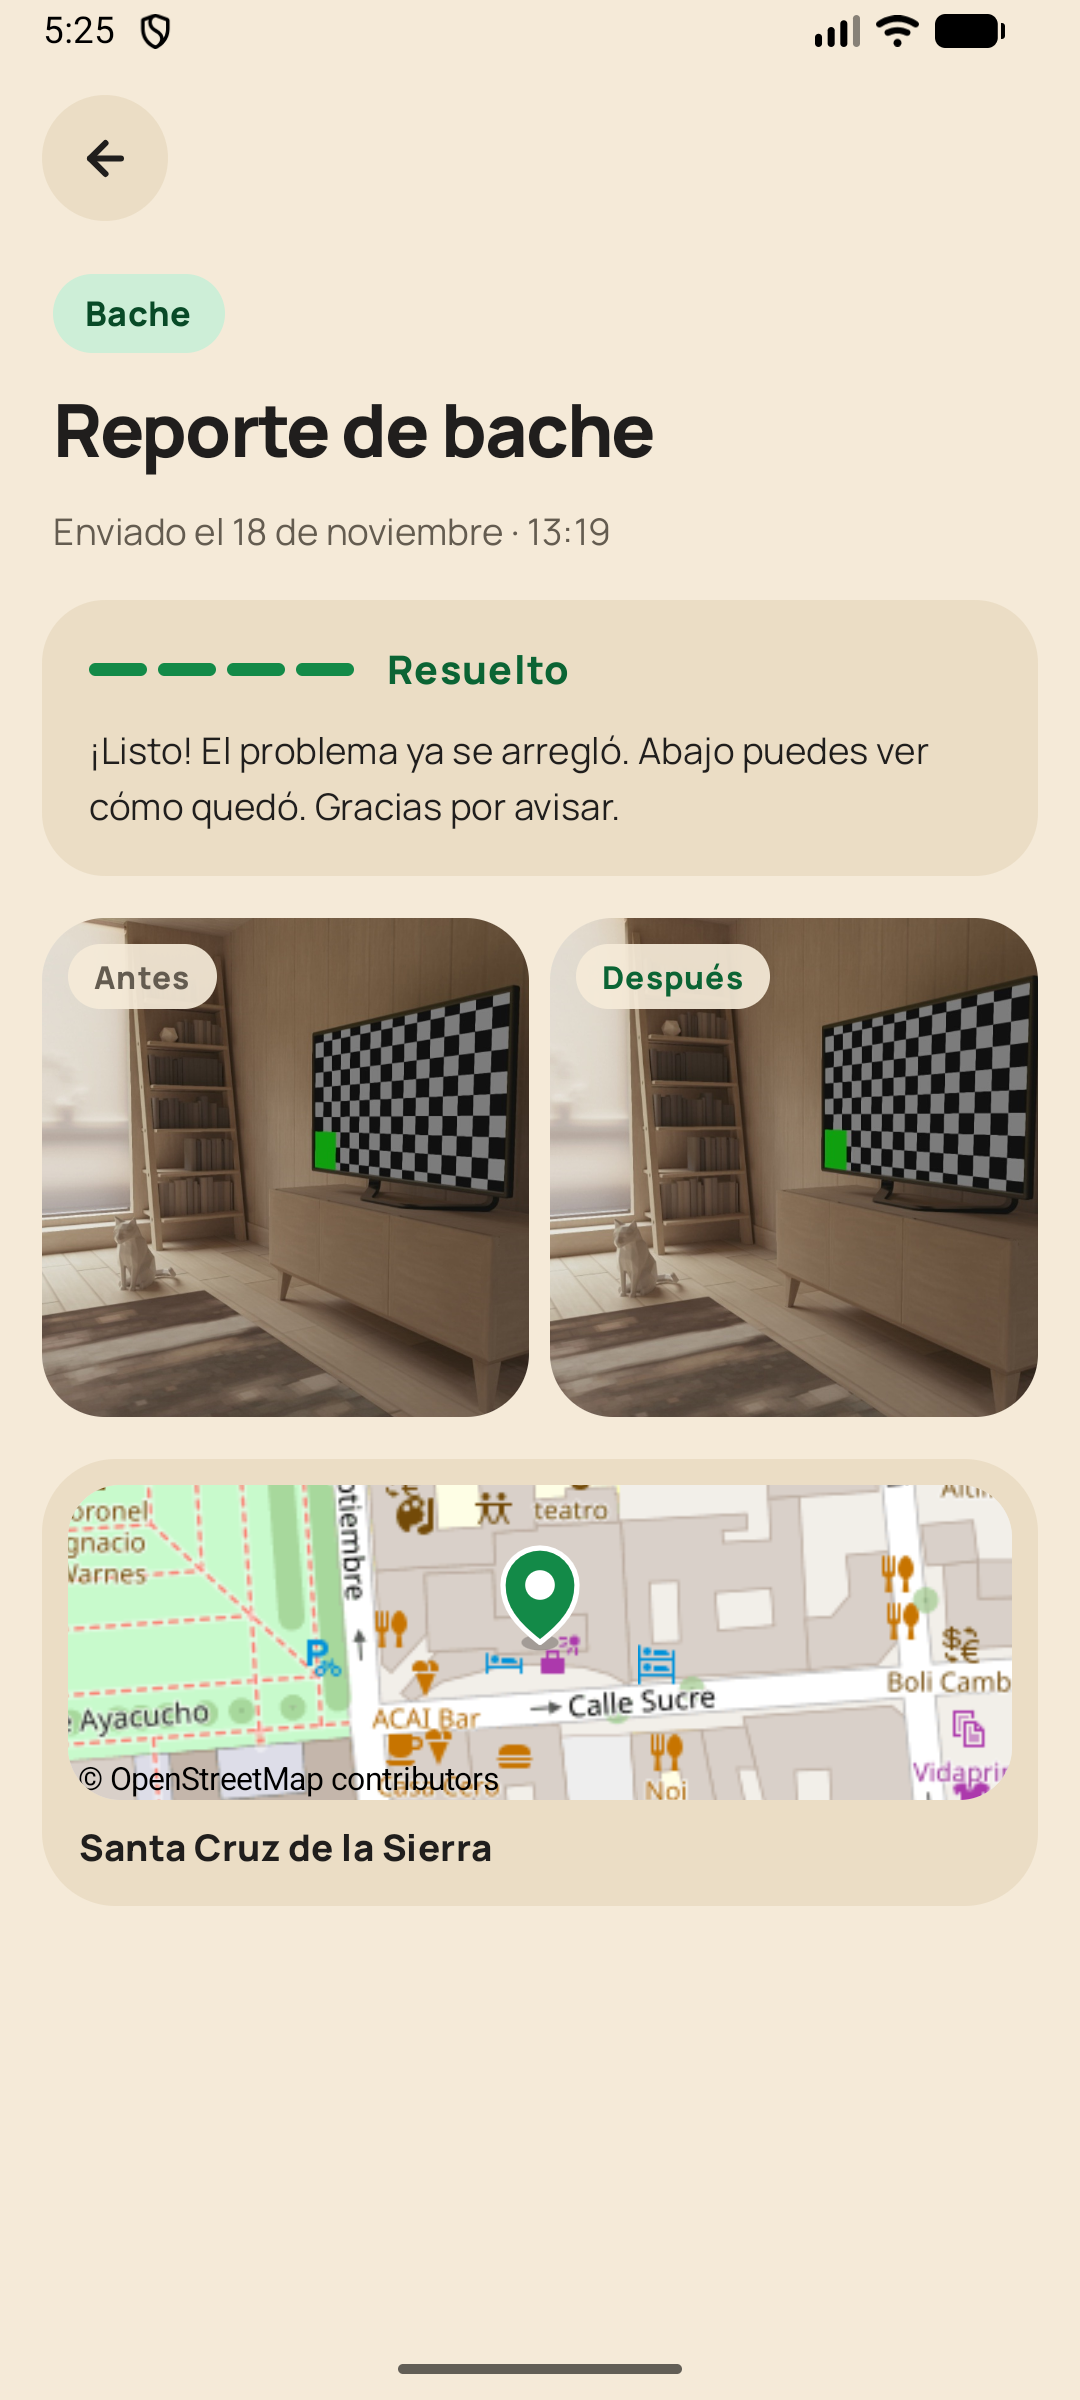 5:25
Bache
Reporte de bache
Enviado el 18 de noviembre · 13:19
Resuelto
¡Listo! El problema ya se arregló. Abajo puedes ver
cómo quedó. Gracias por avisar.
Antes
Después
teatro
Ayacucho
Calle Sucre
ACAI Bar
Boli Camb
Noi
© OpenStreetMap contributors
Santa Cruz de la Sierra